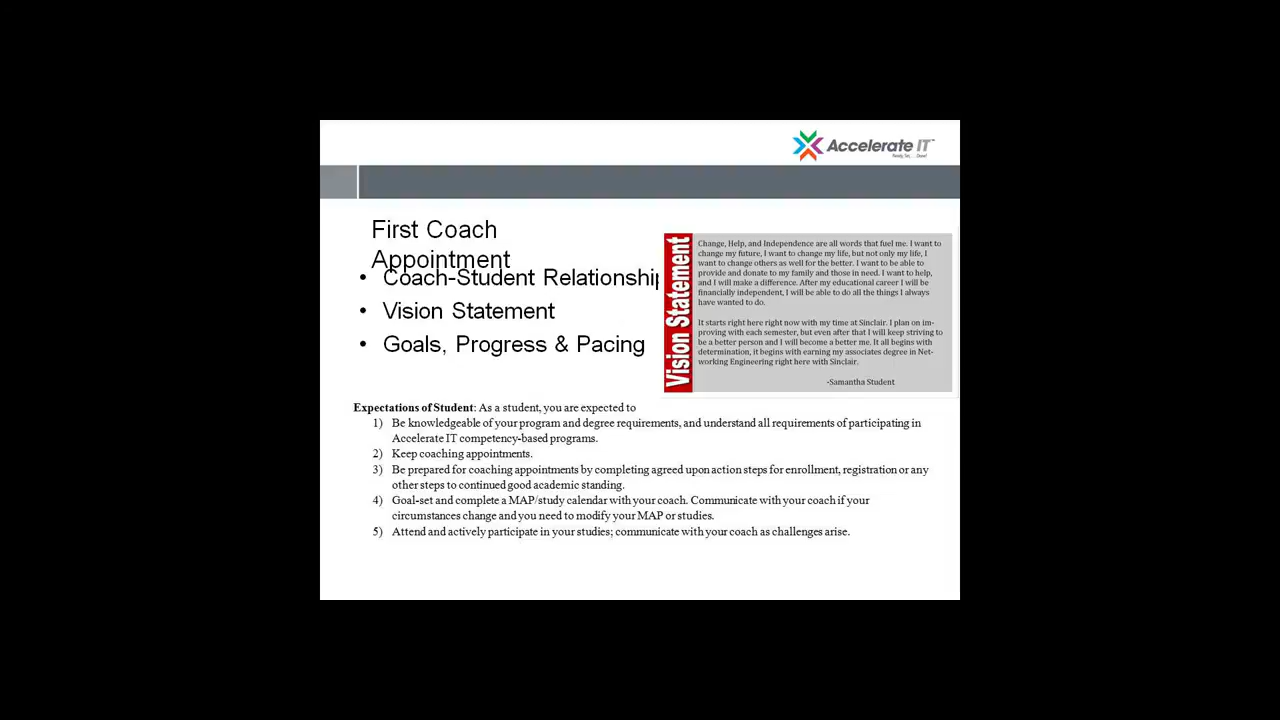 Accelerate IT™
Ready, Set, . . . Done!
First Coach
Appointment
• Coach-Student Relationship
• Vision Statement
• Goals, Progress & Pacing
Vision Statement
Change, Help, and Independence are all words that fuel me. I want to
change my future, I want to change my life, but not only my life, I
want to change others as well for the better. I want to be able to
provide and donate to my family and those in need. I want to help,
and I will make a difference. After my educational career I will be
financially independent, I will be able to do all the things I always
have wanted to do.
It starts right here right now with my time at Sinclair. I plan on im-
proving with each semester, but even after that I will keep striving to
be a better person and I will become a better me. It all begins with
determination, it begins with earning my associates degree in Net-
working Engineering right here with Sinclair.
-Samantha Student
Expectations of Student: As a student, you are expected to
1) Be knowledgeable of your program and degree requirements, and understand all requirements of participating in
Accelerate IT competency-based programs.
2) Keep coaching appointments.
3) Be prepared for coaching appointments by completing agreed upon action steps for enrollment, registration or any
other steps to continued good academic standing.
4) Goal-set and complete a MAP/study calendar with your coach. Communicate with your coach if your
circumstances change and you need to modify your MAP or studies.
5) Attend and actively participate in your studies; communicate with your coach as challenges arise.